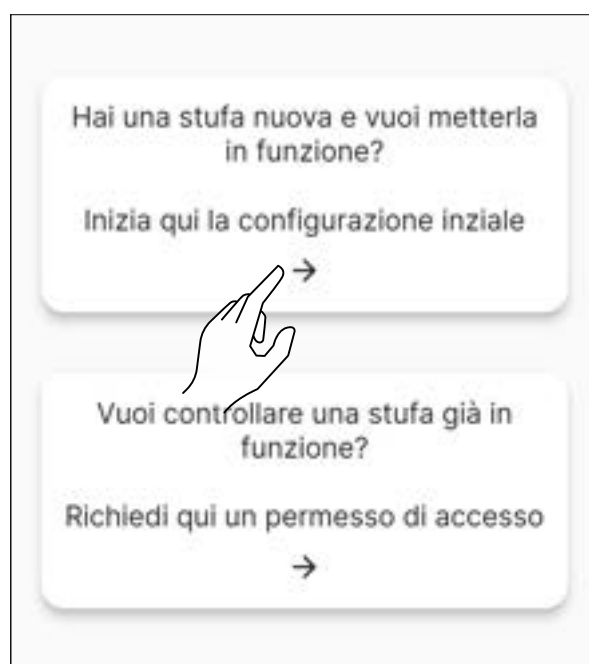 Hai una stufa nuova e vuoi metterla
in funzione?
Inizia qui la configurazione inziale
→
Vuoi controllare una stufa già in
funzione?
Richiedi qui un permesso di accesso
→